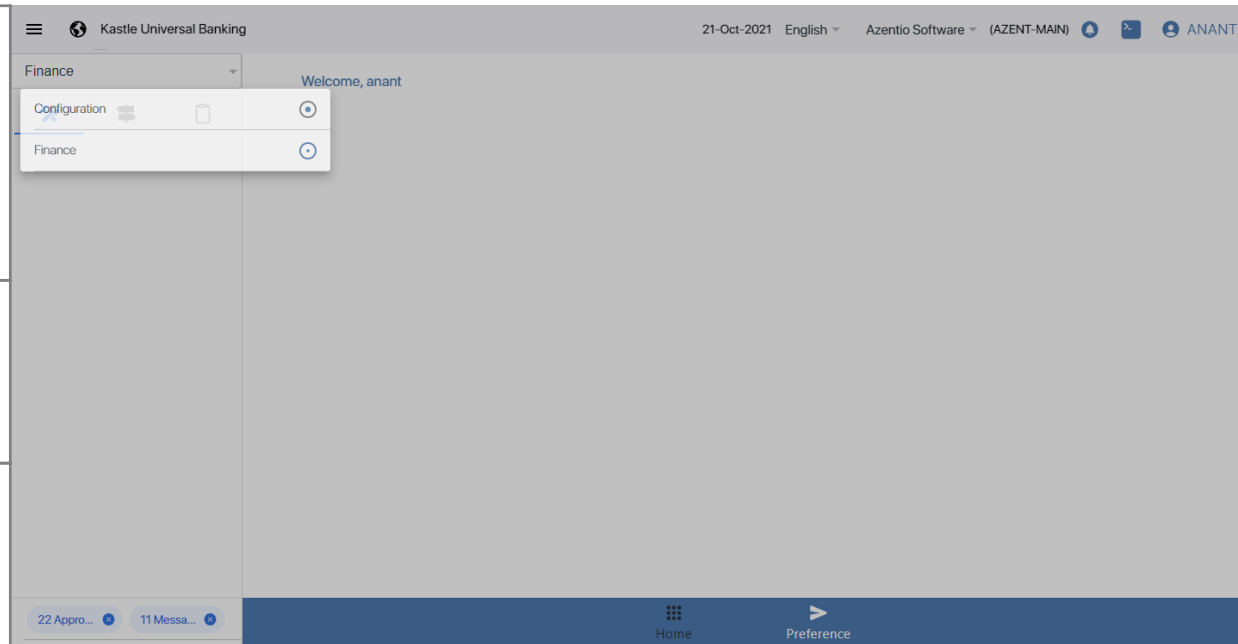 Kastle Universal Banking 21-Oct-2021 English Azentio Software (AZENT-MAIN) ANANT
Finance
Welcome, anant
Configuration
Finance
22 Appro... 11 Messa...
Home Preference